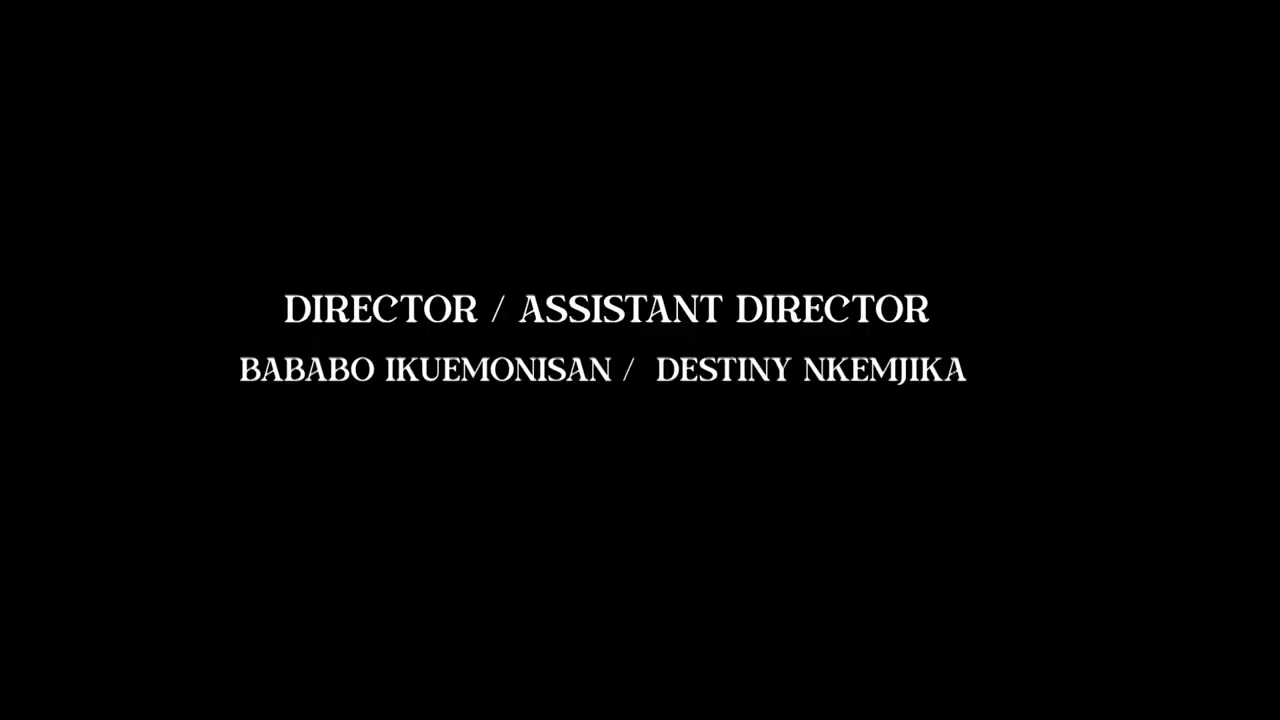 DIRECTOR / ASSISTANT DIRECTOR
BABABO IKUEMONISAN / DESTINY NKEMJIKA